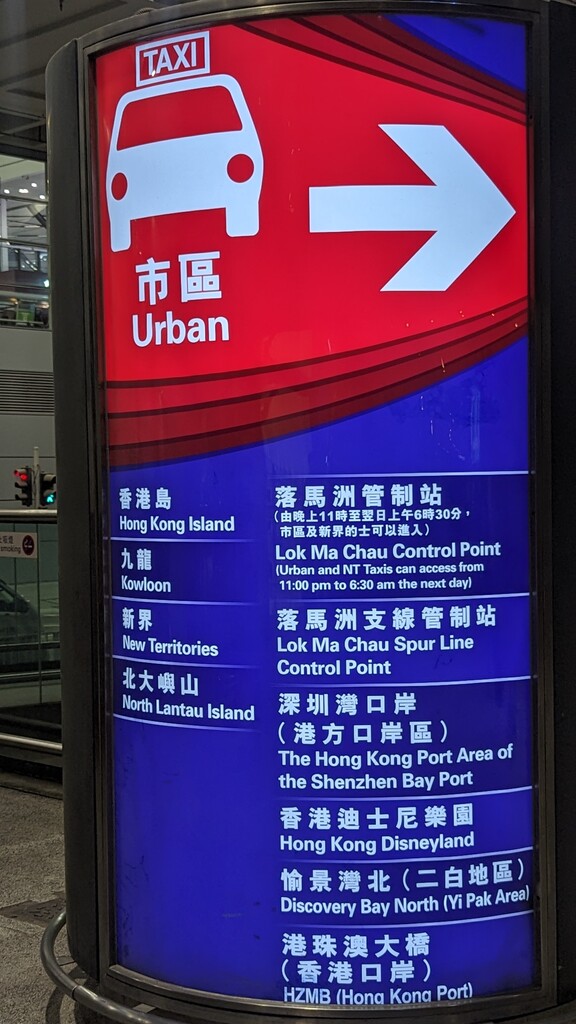 TAXI
市區
Urban
香港島
Hong Kong Island
九龍
Kowloon
新界
New Territories
北大嶼山
North Lantau Island
落馬洲管制站
(由晚上11時至翌日上午6時30分，
市區及新界的士可以進入)
Lok Ma Chau Control Point
(Urban and NT Taxis can access from
11:00 pm to 6:30 am the next day)
落馬洲支線管制站
Lok Ma Chau Spur Line
Control Point
深圳灣口岸
(港方口岸區)
The Hong Kong Port Area of
the Shenzhen Bay Port
香港迪士尼樂園
Hong Kong Disneyland
愉景灣北(二白地區)
Discovery Bay North (Yi Pak Area)
港珠澳大橋
(香港口岸)
HZMB (Hong Kong Port)